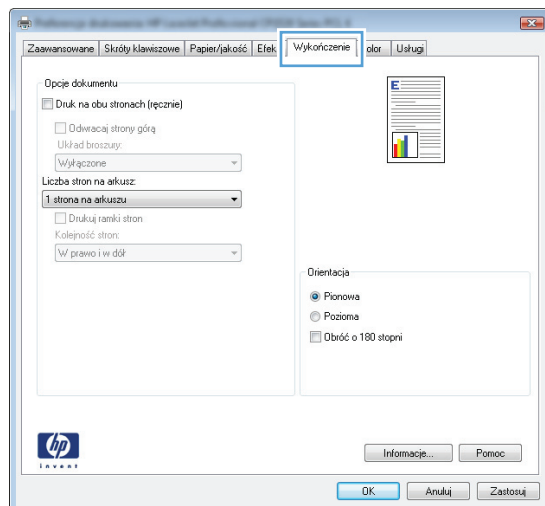 Zaawansowane Skróty klawiszowe Papier/jakość Efek Wykończenie olor Usługi
Opcje dokumentu
Druk na obu stronach (ręcznie)
Odwracaj strony górą
Układ broszury:
Wyłączone
Liczba stron na arkusz:
1 strona na arkuszu
Drukuj ramki stron
Kolejność stron:
W prawo i w dół
E
Orientacja
Pionowa
Pozioma
Obróć o 180 stopni
hp
invent
Informacje... Pomoc
OK Anuluj Zastosuj